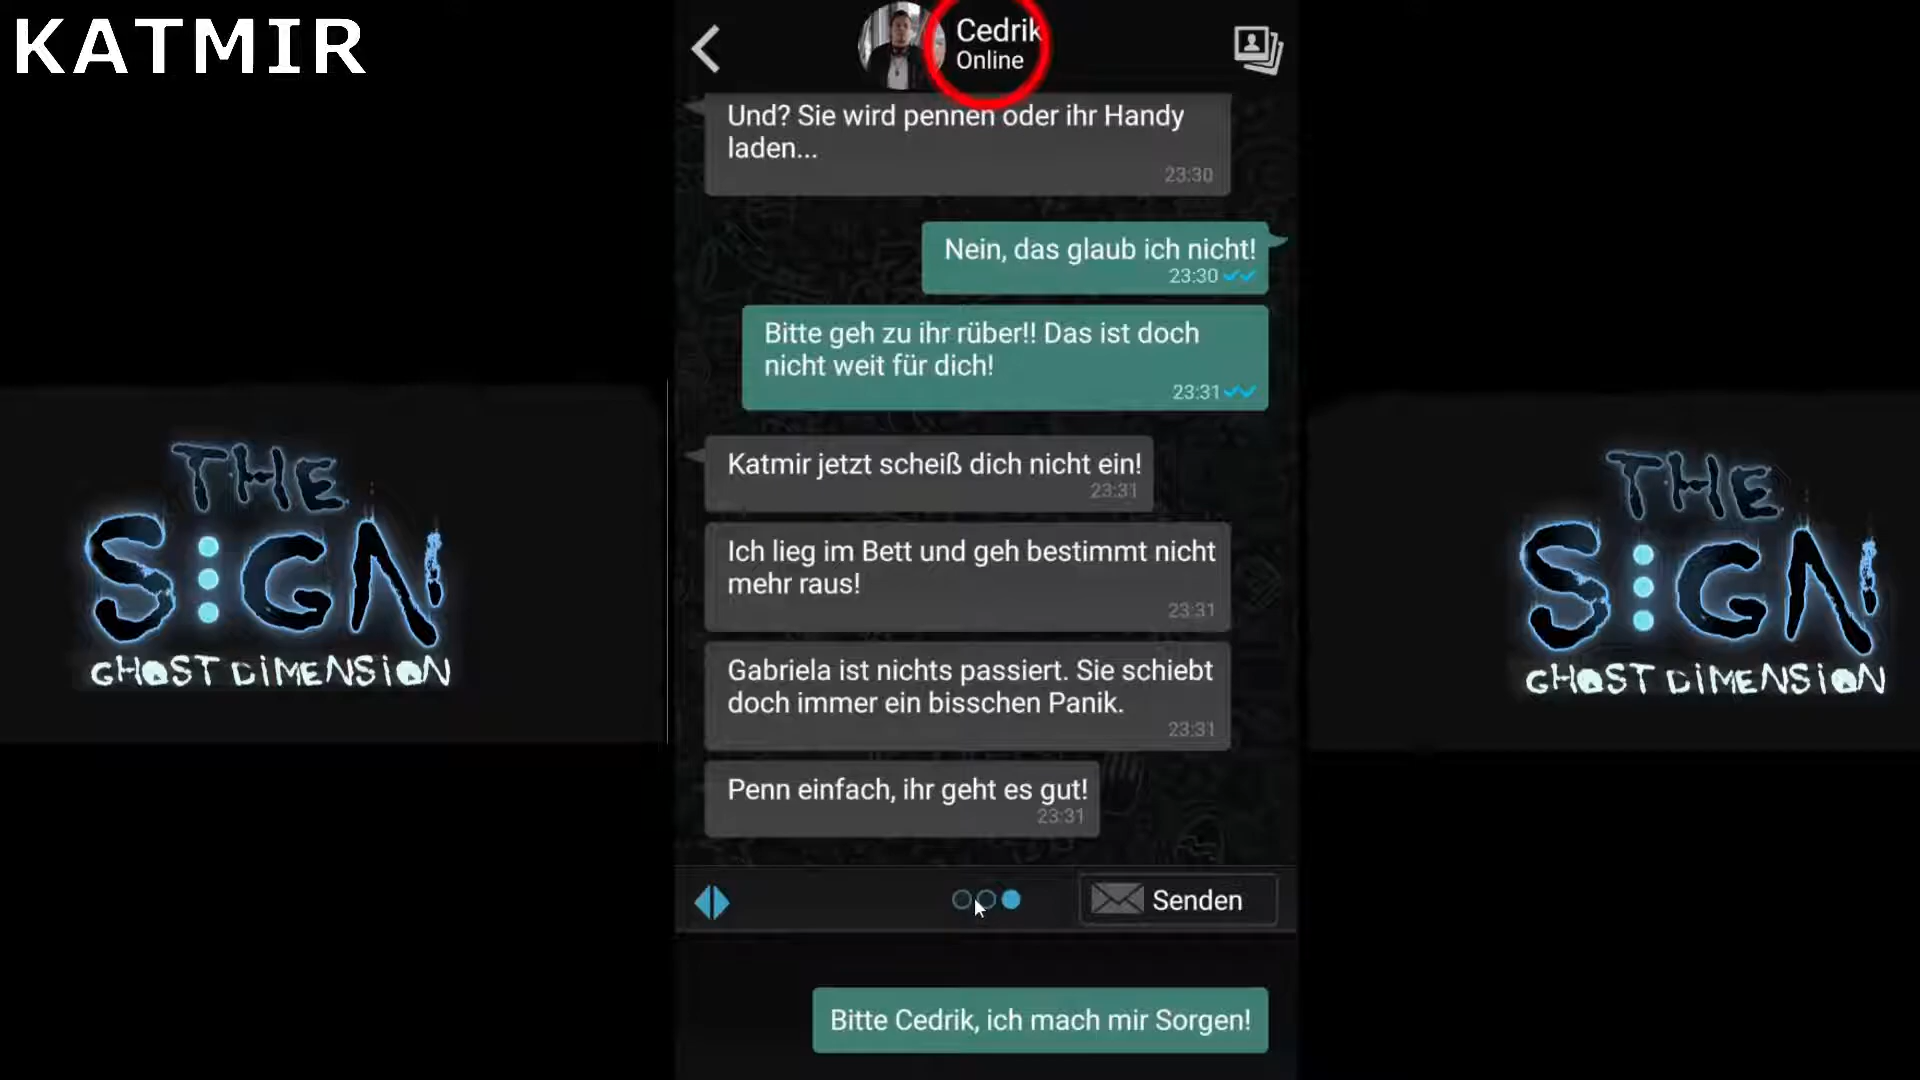 KATMIR
Cedrik
Online
Und? Sie wird pennen oder ihr Handy
laden...
23:30
Nein, das glaub ich nicht!
23:30
Bitte geh zu ihr rüber!! Das ist doch
nicht weit für dich!
23:31
Katmir jetzt scheiß dich nicht ein!
23:31
Ich lieg im Bett und geh bestimmt nicht
mehr raus!
23:31
Gabriela ist nichts passiert. Sie schiebt
doch immer ein bisschen Panik.
23:31
Penn einfach, ihr geht es gut!
23:31
Senden
Bitte Cedrik, ich mach mir Sorgen!
THE
SIGN
GHOST DiMENSiON
THE
SIGN
GHOST DiMENSiON